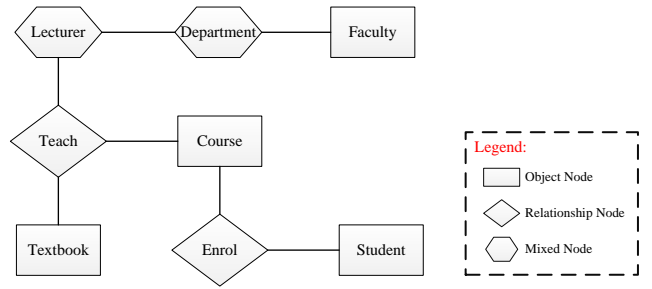 Lecturer
Department
Faculty
Teach
Course
Textbook
Enrol
Student
Legend:
Object Node
Relationship Node
Mixed Node